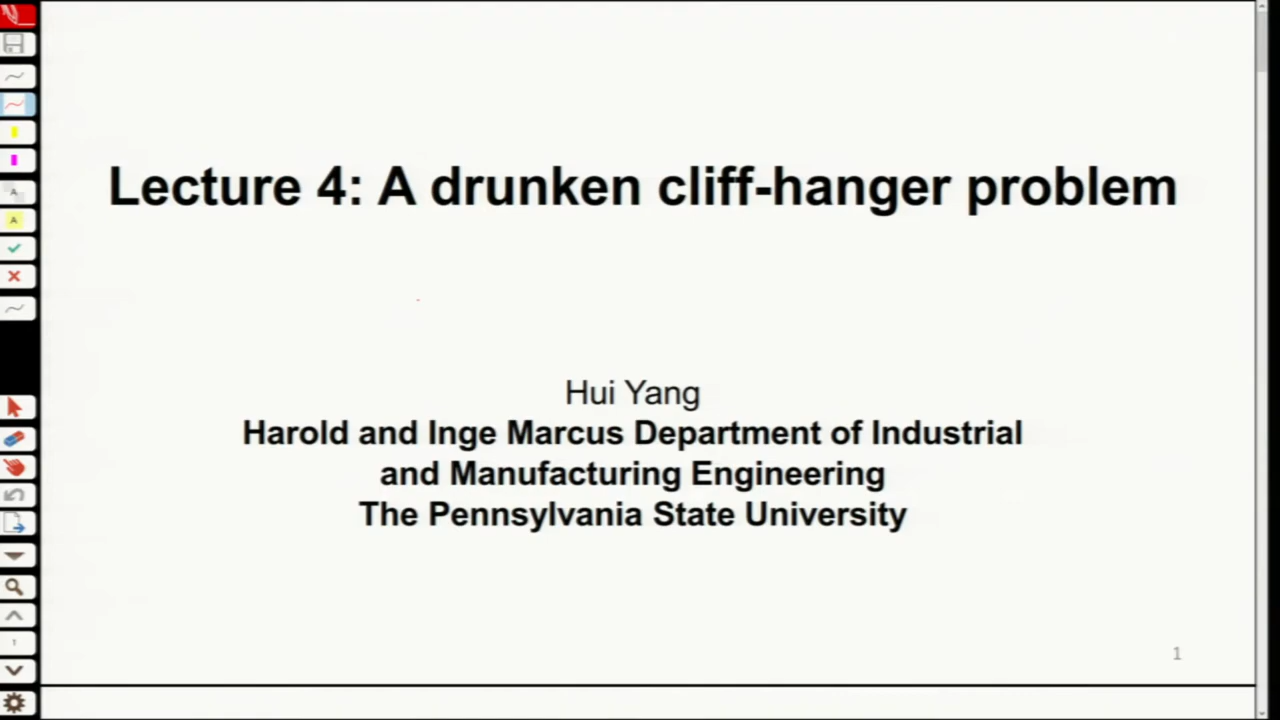 Lecture 4: A drunken cliff-hanger problem
Hui Yang
Harold and Inge Marcus Department of Industrial
and Manufacturing Engineering
The Pennsylvania State University
1